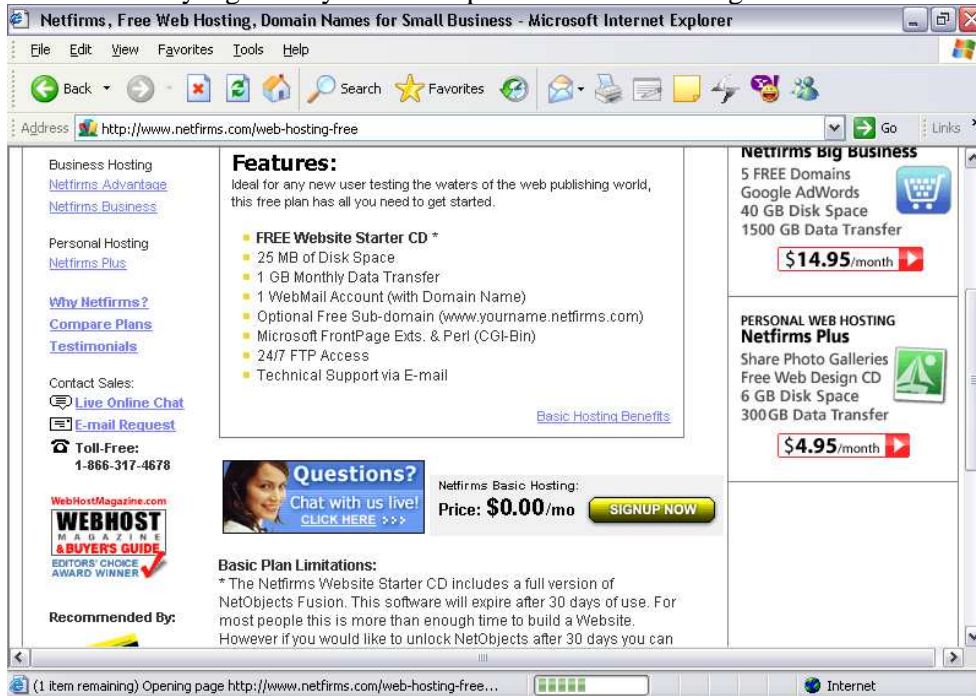 Netfirms, Free Web Hosting, Domain Names for Small Business - Microsoft Internet Explorer
File Edit View Favorites Tools Help
Back Search Favorites
Address http://www.netfirms.com/web-hosting-free Go Links
Business Hosting
Netfirms Advantage
Netfirms Business
Personal Hosting
Netfirms Plus
Why Netfirms?
Compare Plans
Testimonials
Contact Sales:
Live Online Chat
E-mail Request
Toll-Free:
1-866-317-4678
WebHostMagazine.com
WEBHOST
MAGAZINE
& BUYER'S GUIDE
EDITORS' CHOICE
AWARD WINNER
Recommended By:
Features:
Ideal for any new user testing the waters of the web publishing world,
this free plan has all you need to get started.
FREE Website Starter CD *
25 MB of Disk Space
1 GB Monthly Data Transfer
1 WebMail Account (with Domain Name)
Optional Free Sub-domain (www.yourname.netfirms.com)
Microsoft FrontPage Exts. & Perl (CGI-Bin)
24/7 FTP Access
Technical Support via E-mail
Basic Hosting Benefits
Questions?
Chat with us live!
CLICK HERE >>>
Netfirms Basic Hosting:
Price: $0.00/mo SIGNUP NOW
Basic Plan Limitations:
* The Netfirms Website Starter CD includes a full version of
NetObjects Fusion. This software will expire after 30 days of use. For
most people this is more than enough time to build a Website.
However if you would like to unlock NetObjects after 30 days you can
Netfirms Big Business
5 FREE Domains
Google AdWords
40 GB Disk Space
1500 GB Data Transfer
$14.95/month
PERSONAL WEB HOSTING
Netfirms Plus
Share Photo Galleries
Free Web Design CD
6 GB Disk Space
300 GB Data Transfer
$4.95/month
(1 item remaining) Opening page http://www.netfirms.com/web-hosting-free... Internet